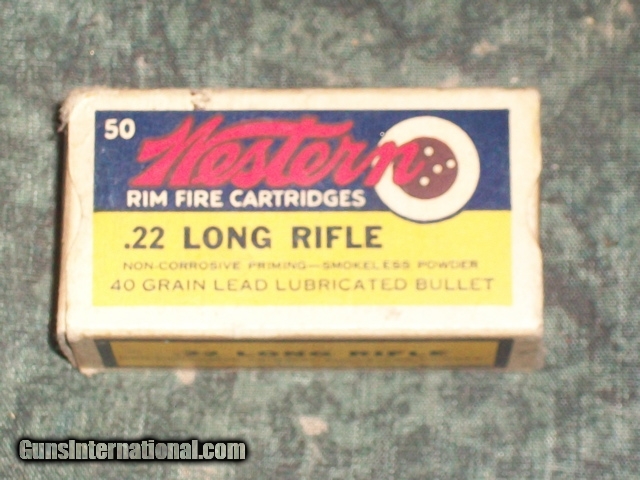 50 Western
RIM FIRE CARTRIDGES
.22 LONG RIFLE
NON-CORROSIVE PRIMING—SMOKELESS POWDER
40 GRAIN LEAD LUBRICATED BULLET
.22 LONG RIFLE
GunsInternational.com